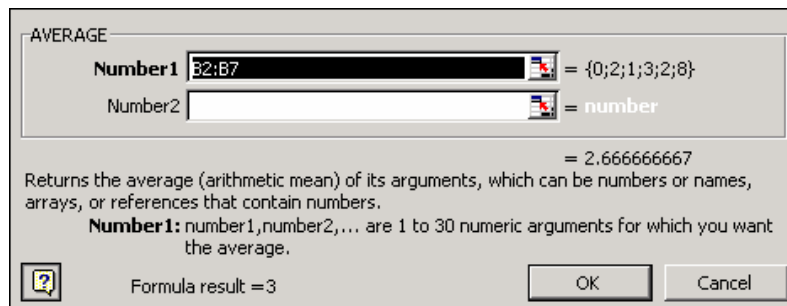 AVERAGE
Number1 B2:B7 = {0;2;1;3;2;8}
Number2 = number
= 2.666666667
Returns the average (arithmetic mean) of its arguments, which can be numbers or names,
arrays, or references that contain numbers.
Number1: number1,number2,... are 1 to 30 numeric arguments for which you want
the average.
? Formula result =3 OK Cancel